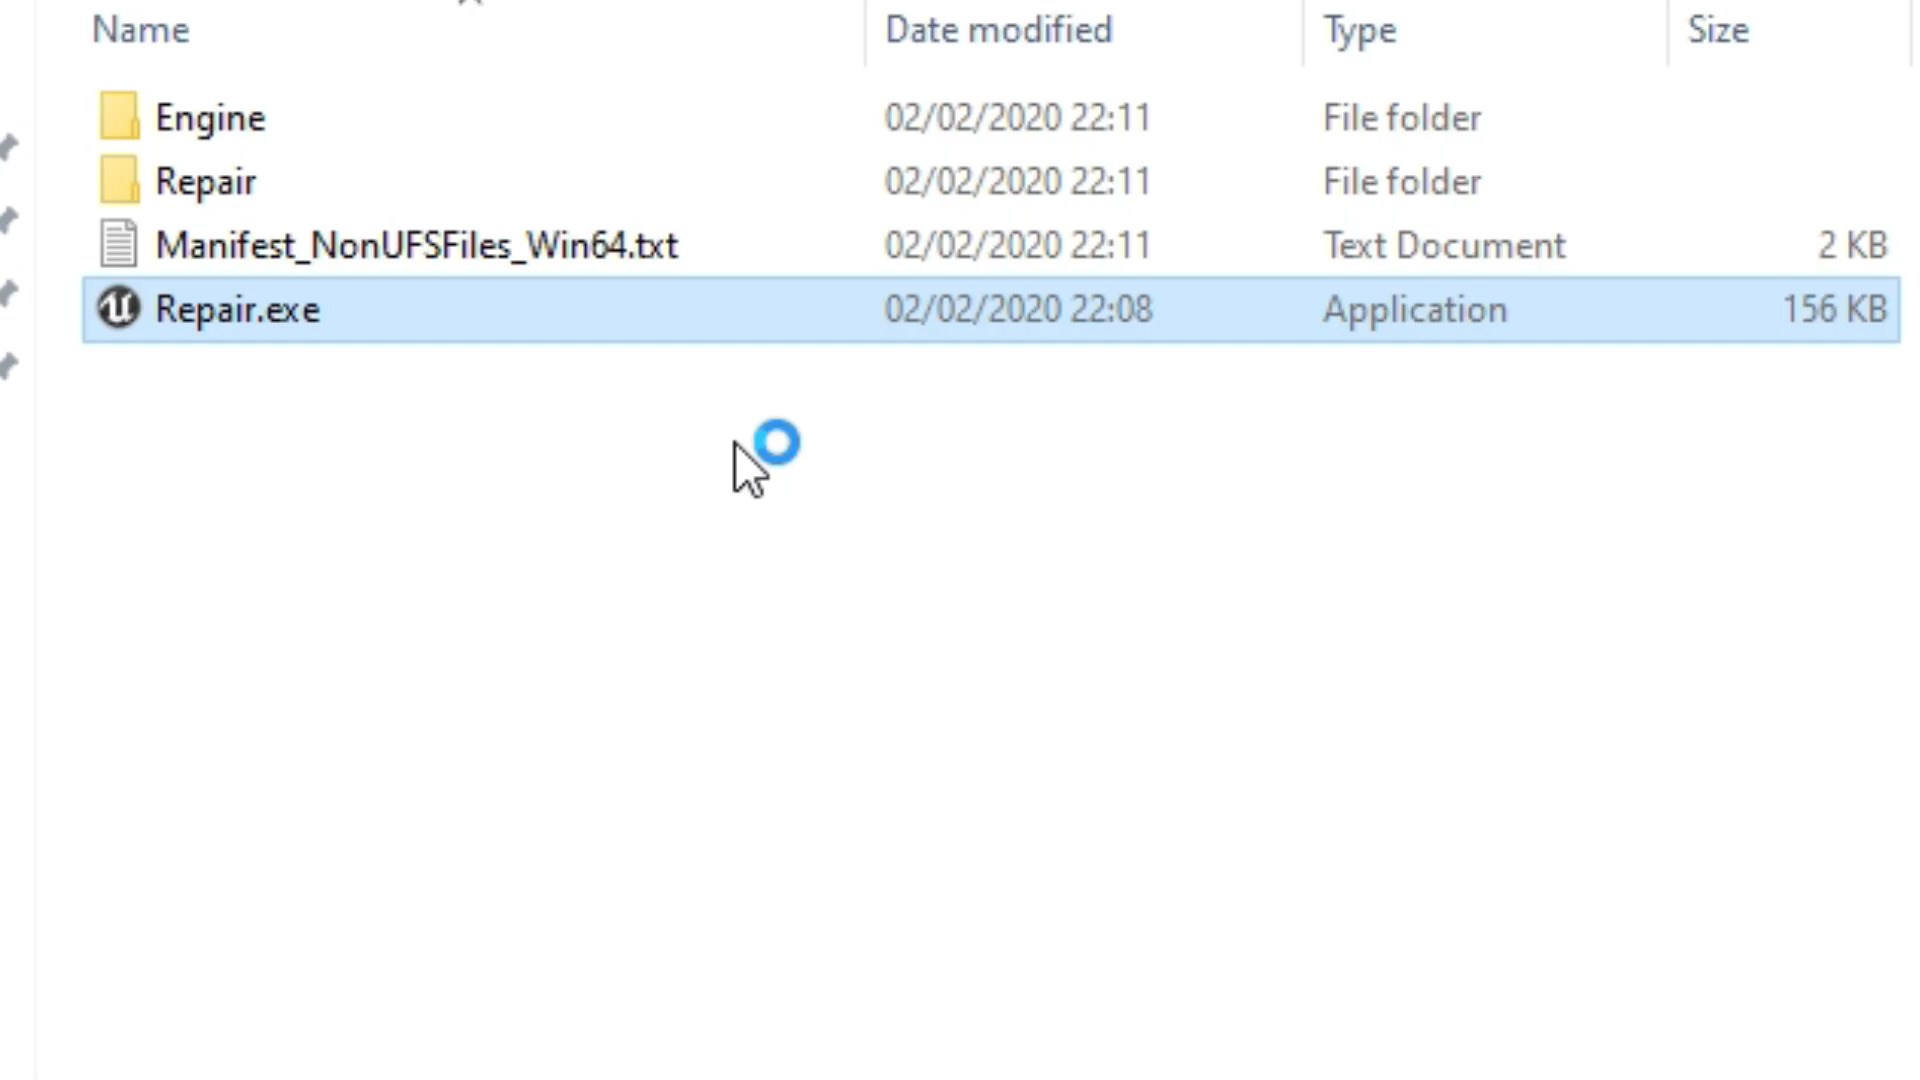 Name Date modified Type Size
Engine 02/02/2020 22:11 File folder
Repair 02/02/2020 22:11 File folder
Manifest_NonUFSFiles_Win64.txt 02/02/2020 22:11 Text Document 2 KB
Repair.exe 02/02/2020 22:08 Application 156 KB